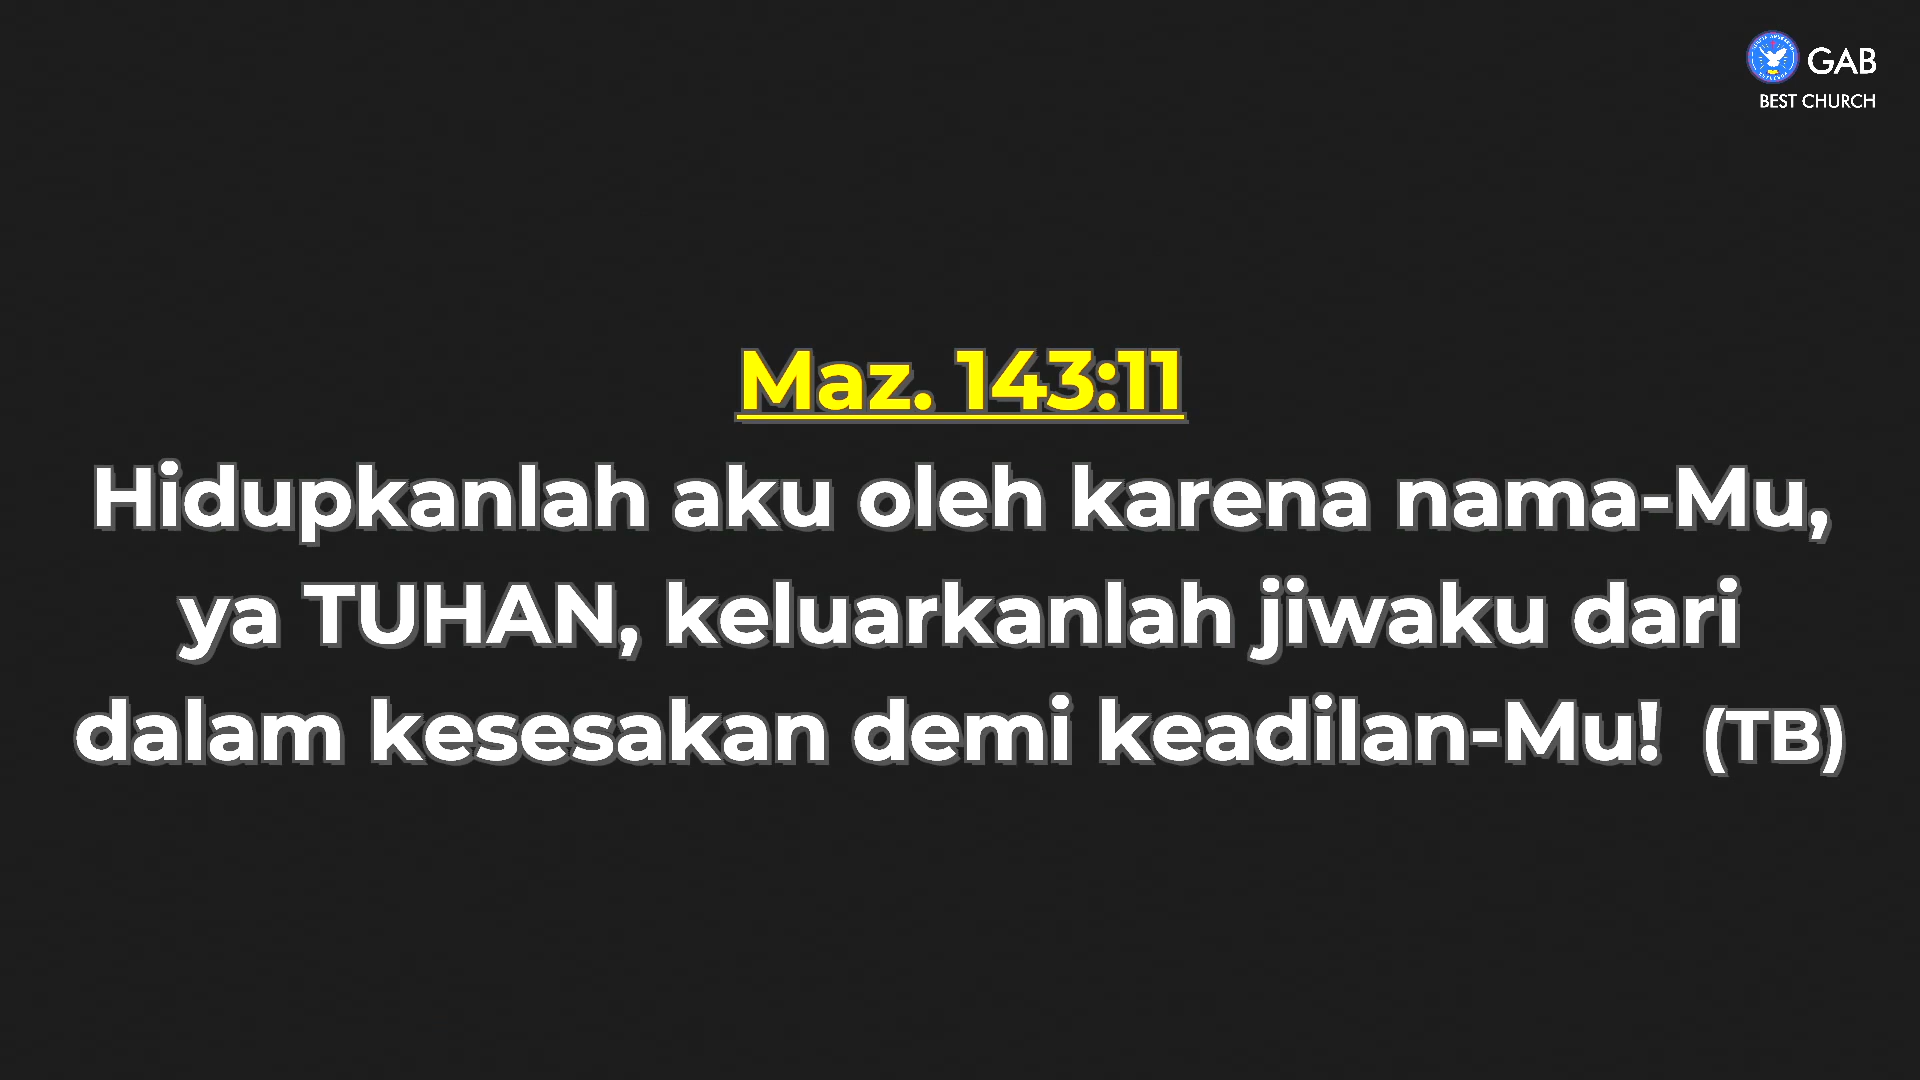 GAB
BEST CHURCH
Maz. 143:11
Hidupkanlah aku oleh karena nama-Mu,
ya TUHAN, keluarkanlah jiwaku dari
dalam kesesakan demi keadilan-Mu! (TB)